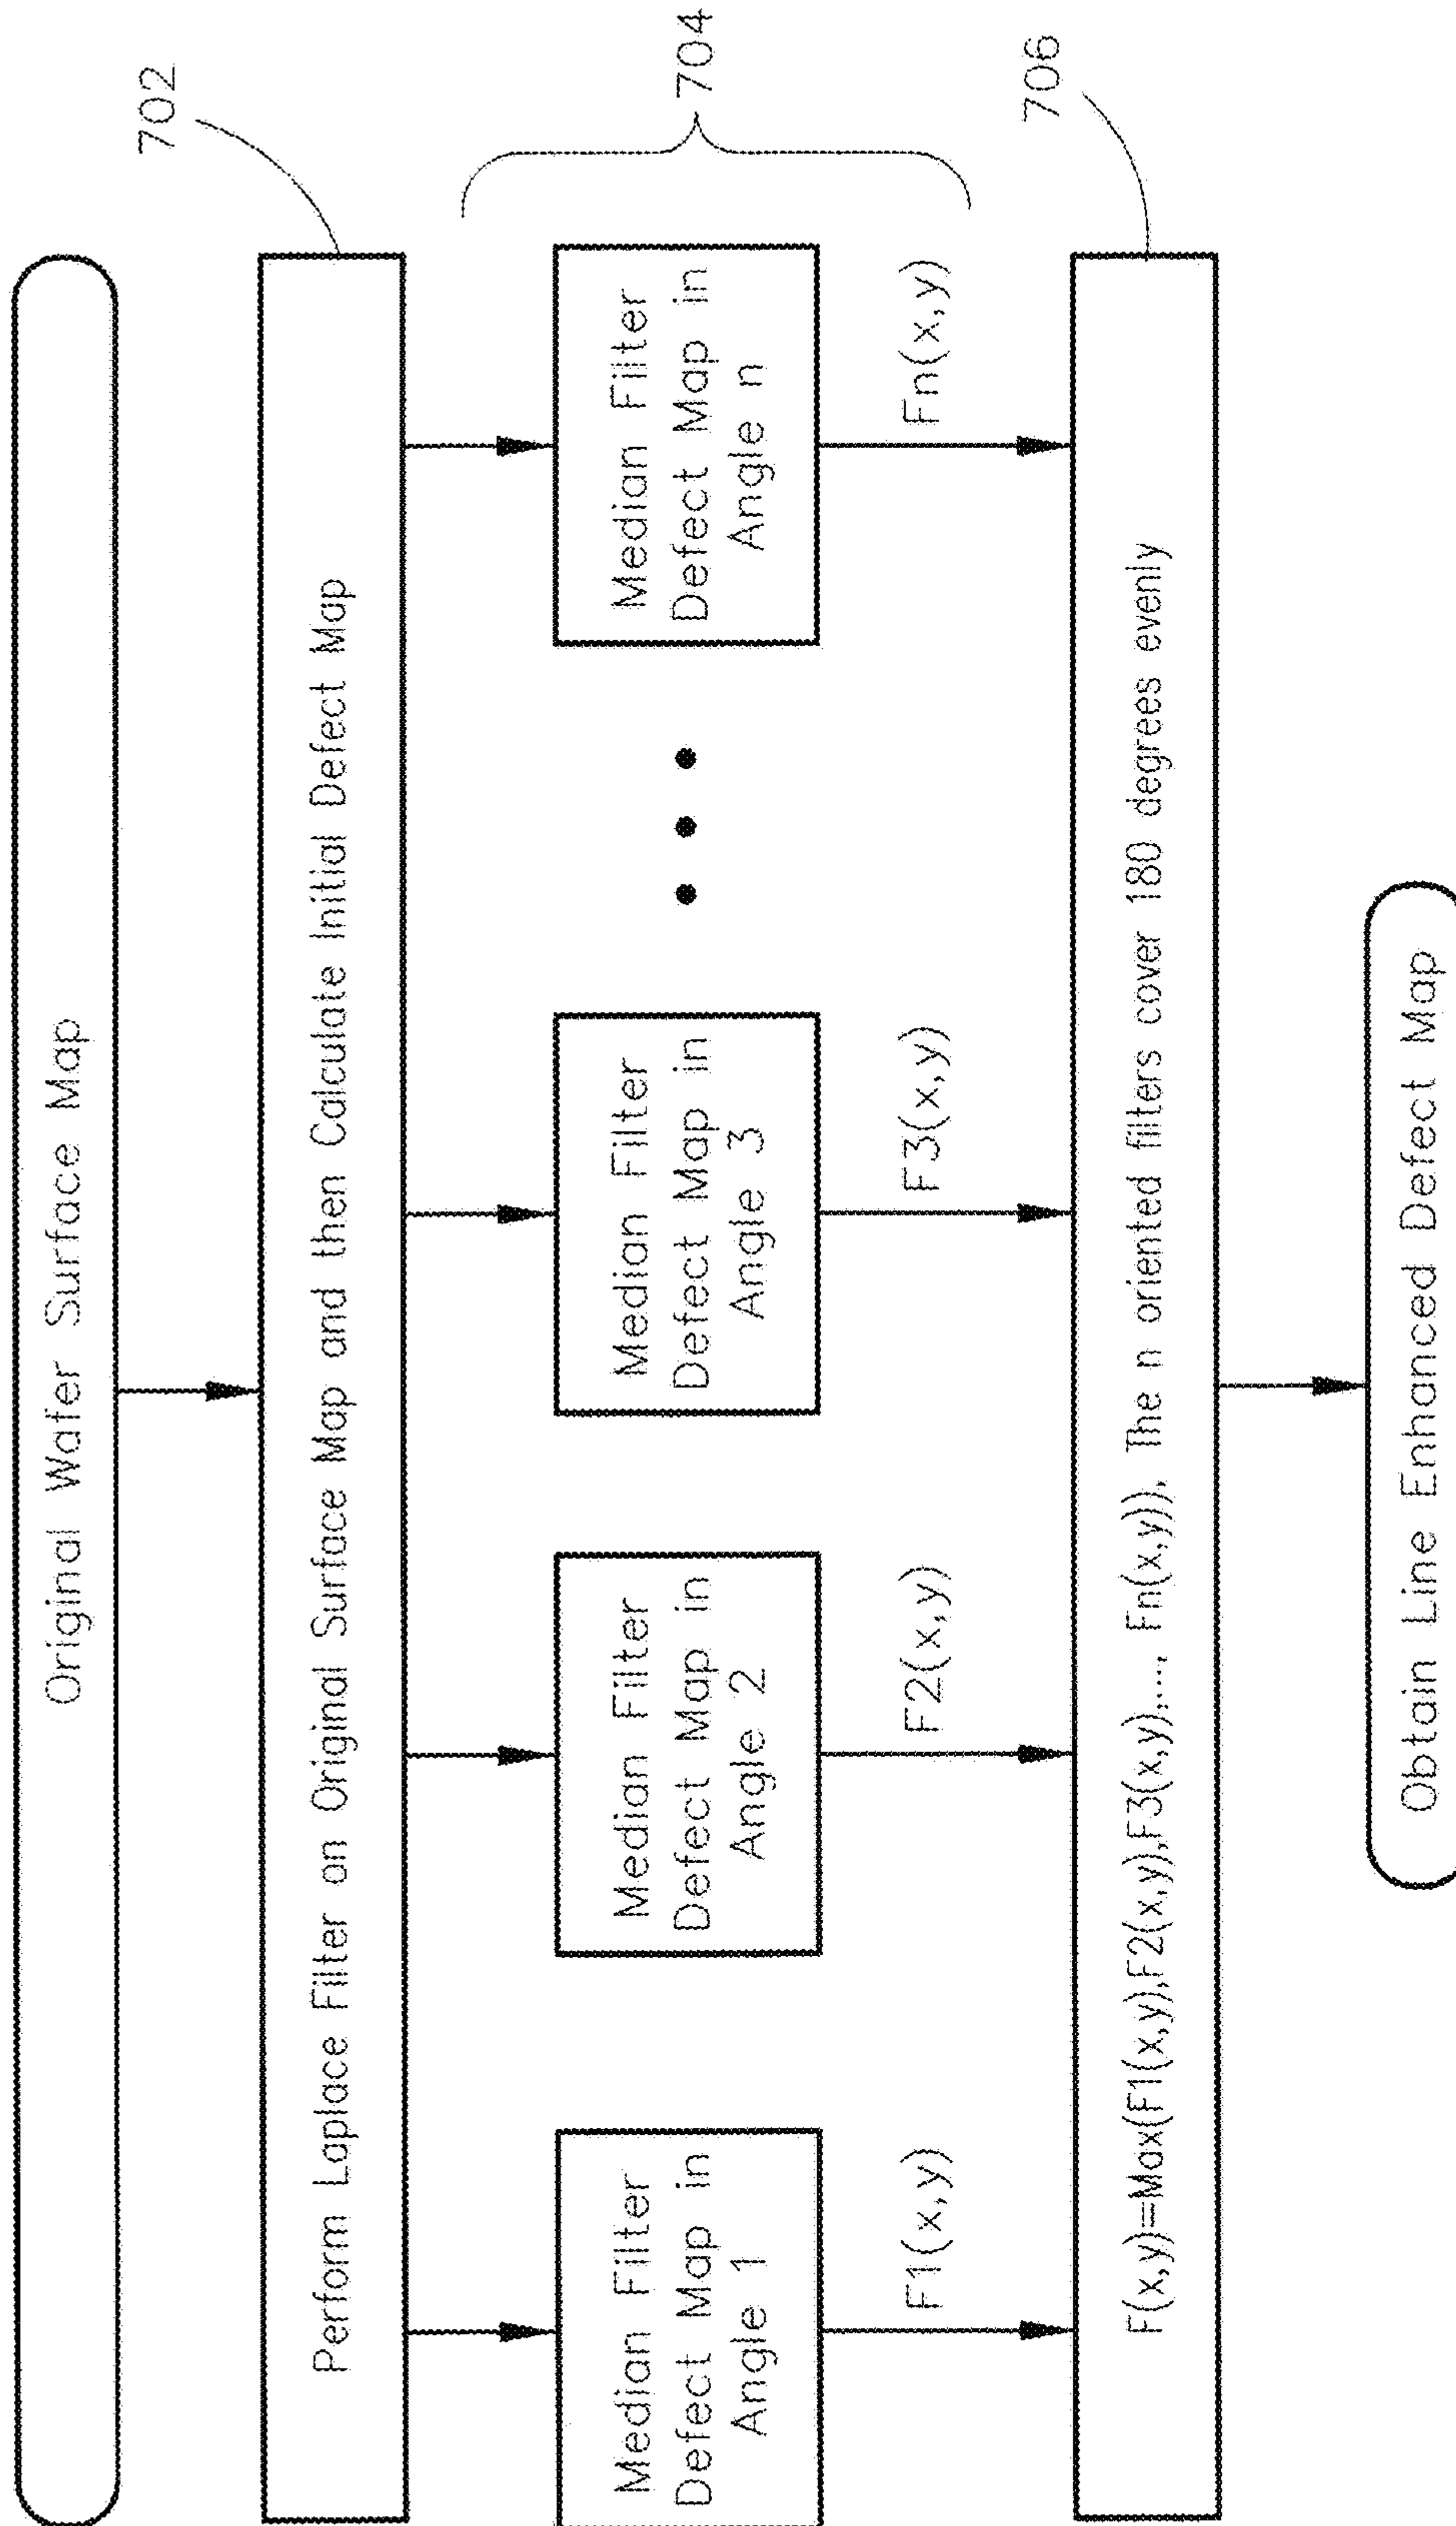 Original Wafer Surface Map
702
Perform Laplace Filter on Original Surface Map and then Calculate Initial Defect Map
704
Median Filter
Defect Map in
Angle 1
Median Filter
Defect Map in
Angle 2
Median Filter
Defect Map in
Angle 3
Median Filter
Defect Map in
Angle n
F1(x,y)
F2(x,y)
F3(x,y)
Fn(x,y)
706
F(x,y)=Max(F1(x,y),F2(x,y),F3(x,y),..., Fn(x,y)), The n oriented filters cover 180 degrees evenly
Obtain Line Enhanced Defect Map